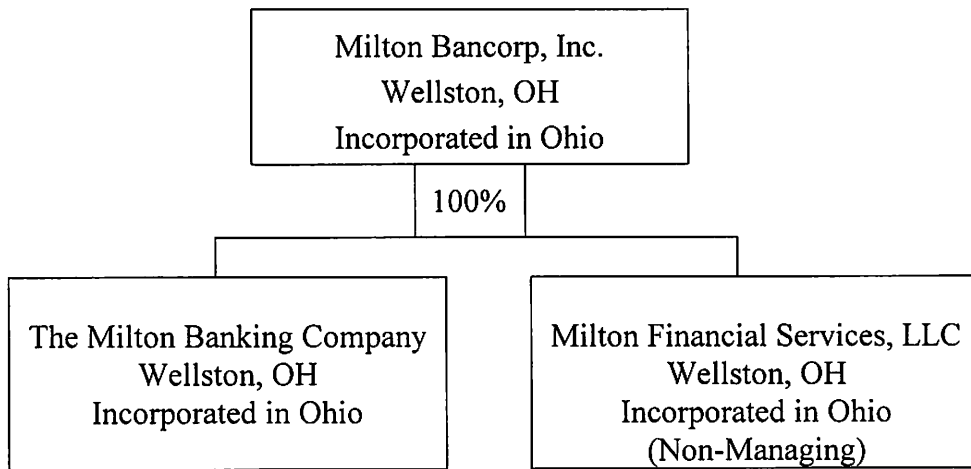 Milton Bancorp, Inc.
Wellston, OH
Incorporated in Ohio
100%
The Milton Banking Company
Wellston, OH
Incorporated in Ohio
Milton Financial Services, LLC
Wellston, OH
Incorporated in Ohio
(Non-Managing)